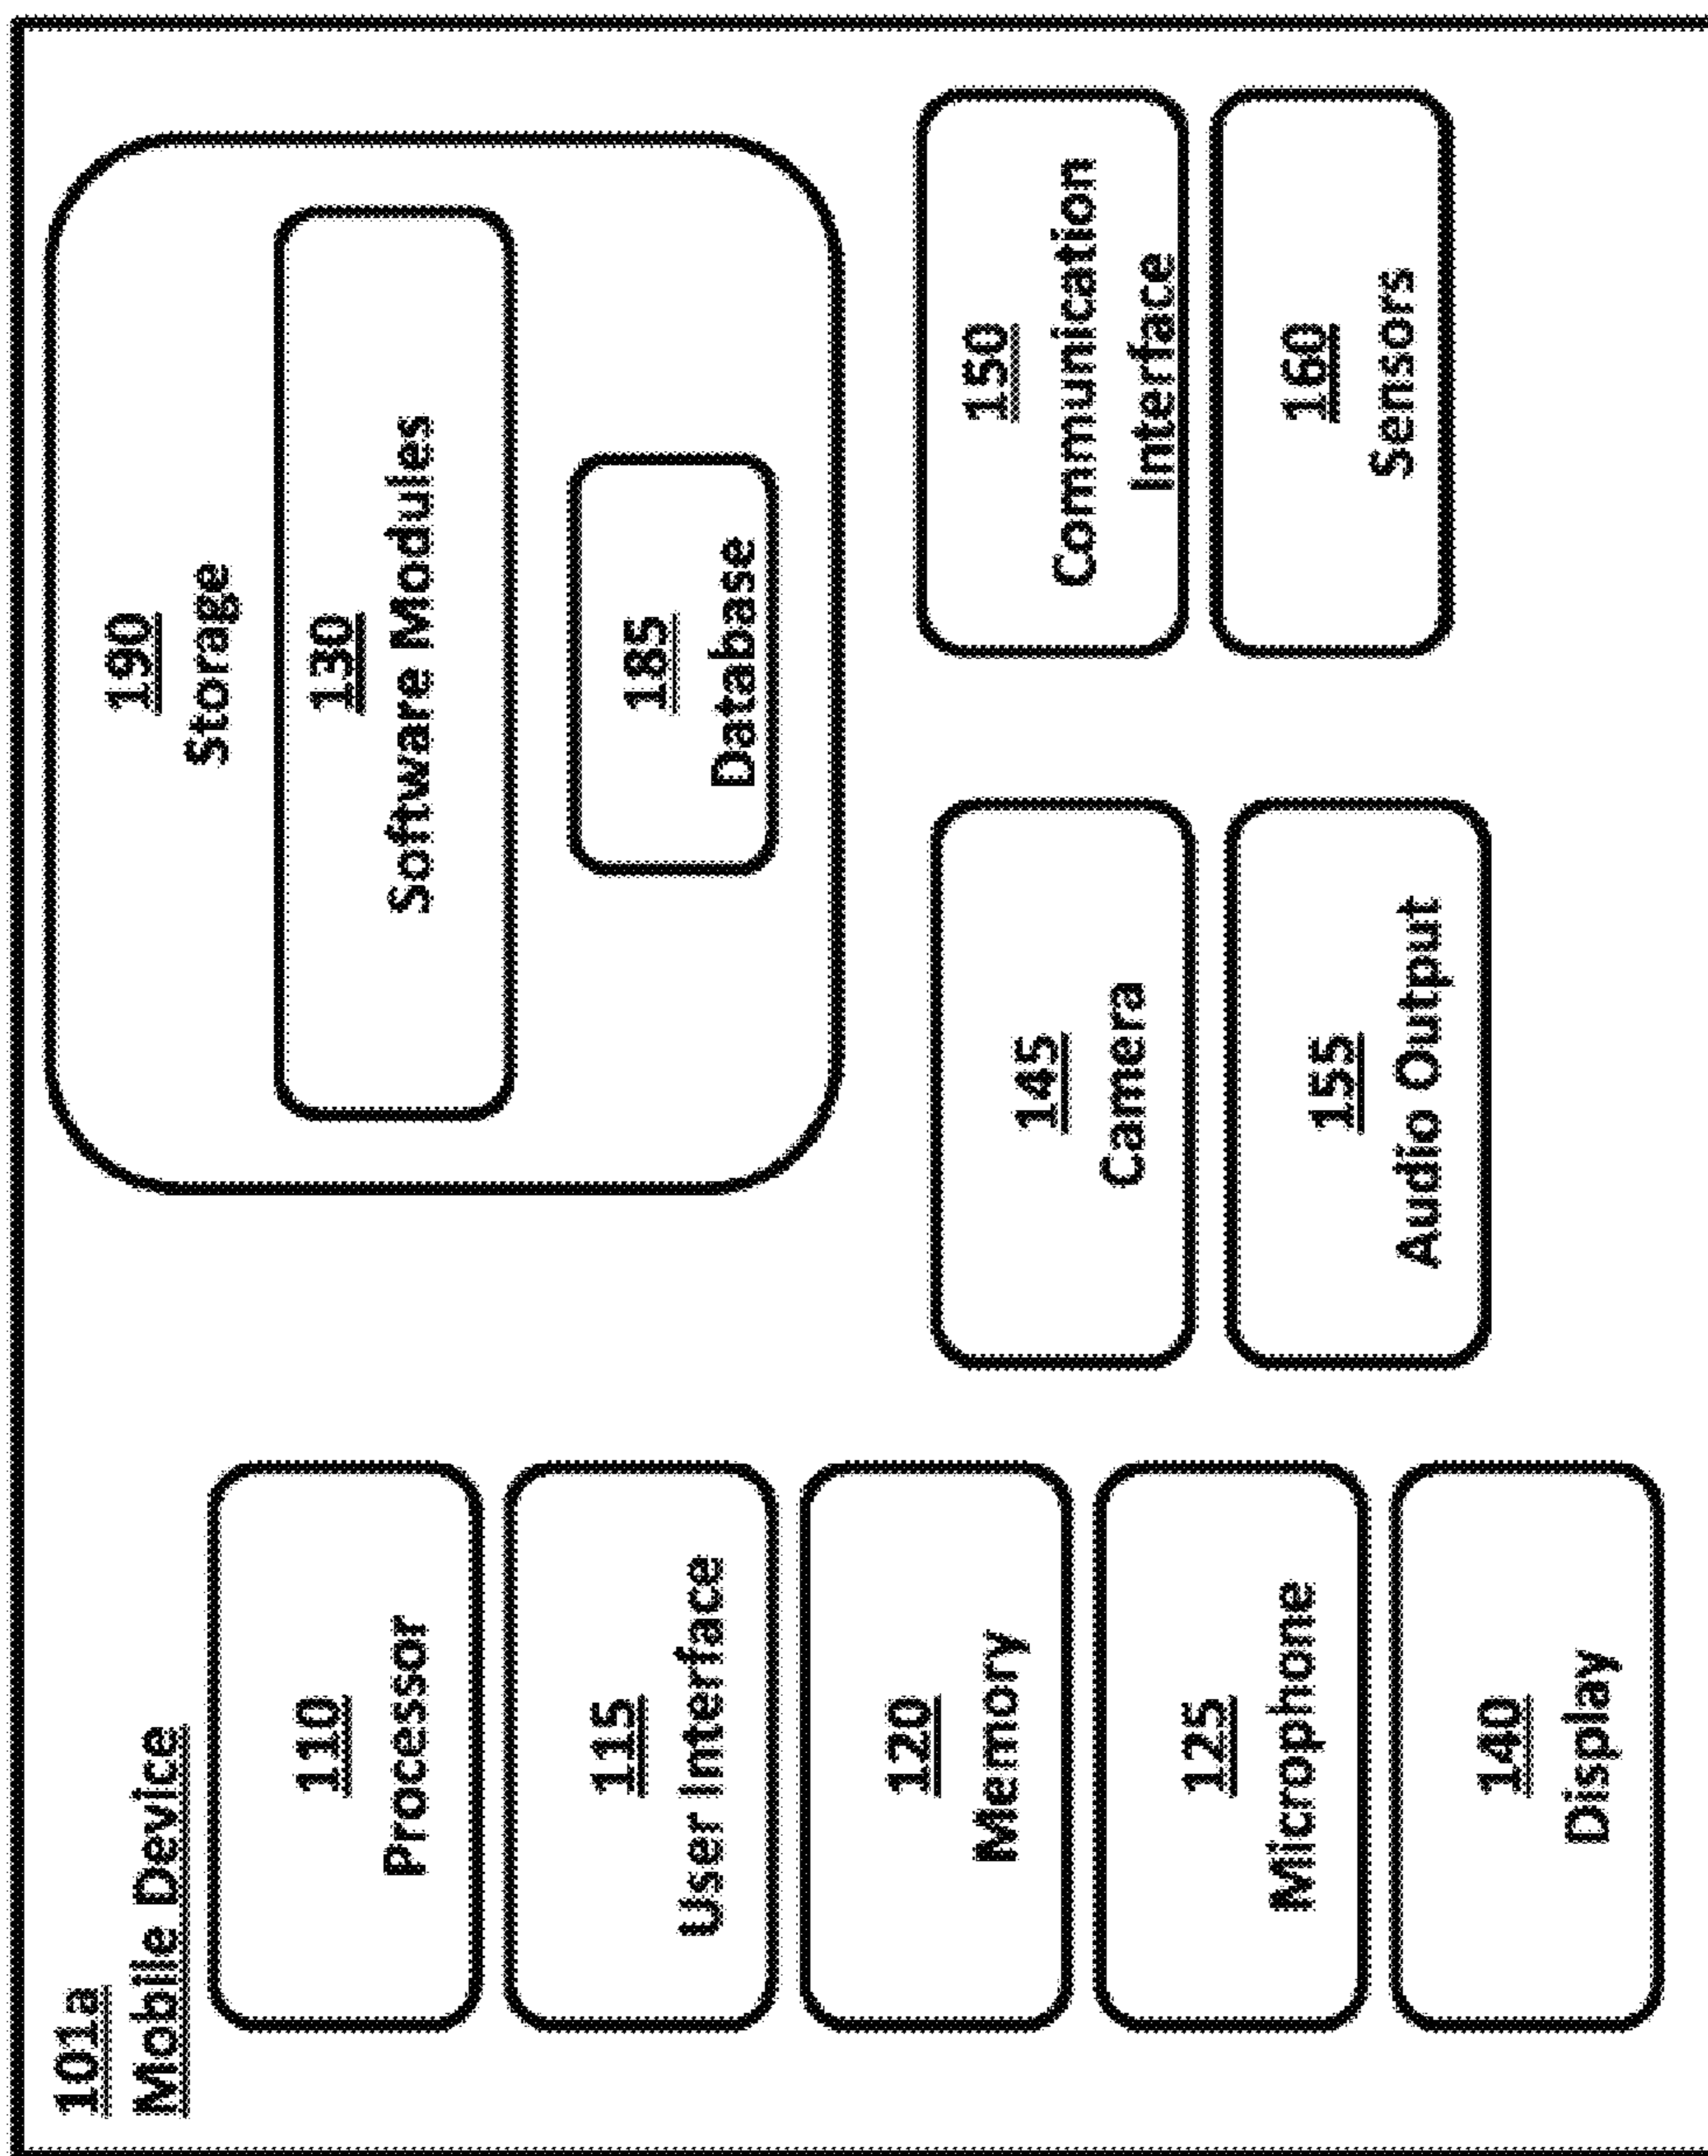 101a
Mobile Device
110
Processor
115
User Interface
120
Memory
125
Microphone
140
Display
190
Storage
130
Software Modules
185
Database
145
Camera
155
Audio Output
150
Communication
Interface
160
Sensors